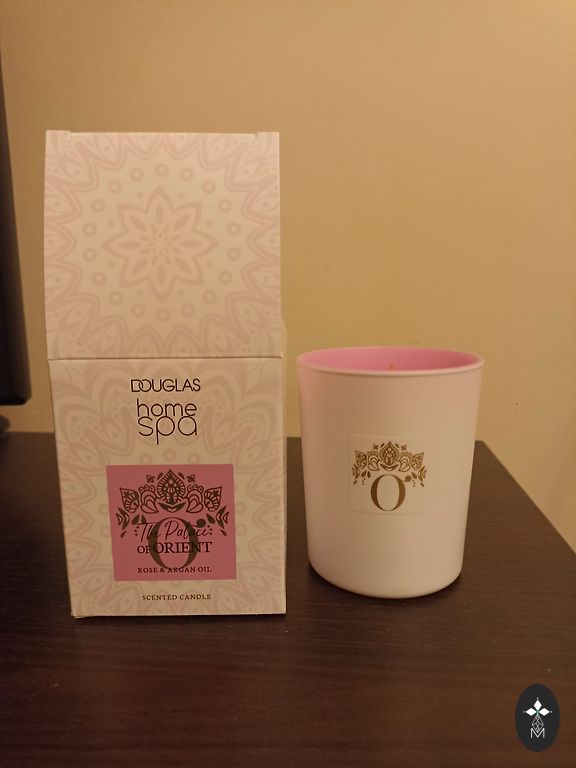 DOUGLAS
home
spa
The Palace
OF ORIENT
ROSE & ARGAN OIL
SCENTED CANDLE
O
M